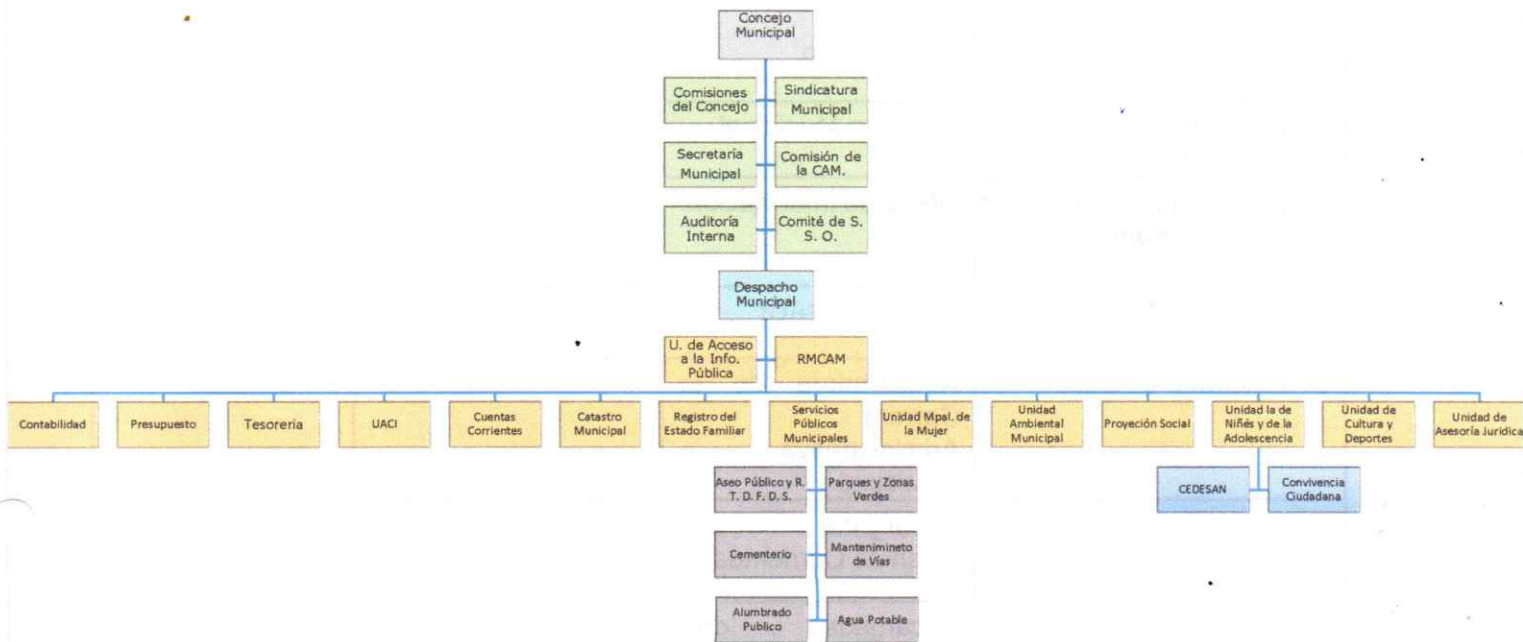 Concejo
Municipal
Comisiones
del Concejo
Sindicatura
Municipal
Secretaría
Municipal
Comisión de
la CAM.
Auditoría
Interna
Comité de S.
S. O.
Despacho
Municipal
U. de Acceso
a la Info.
Pública
RMCAM
Contabilidad
Presupuesto
Tesorería
UACI
Cuentas
Corrientes
Catastro
Municipal
Registro del
Estado Familiar
Servicios
Públicos
Municipales
Unidad Mpal. de
la Mujer
Unidad
Ambiental
Municipal
Proyeción Social
Unidad la de
Niñés y de la
Adolescencia
Unidad de
Cultura y
Deportes
Unidad de
Asesoría Jurídica
Aseo Público y R.
T. D. F. D. S.
Parques y Zonas
Verdes
CEDESAN
Convivencia
Ciudadana
Cementerio
Mantenimineto
de Vías
Alumbrado
Publico
Agua Potable